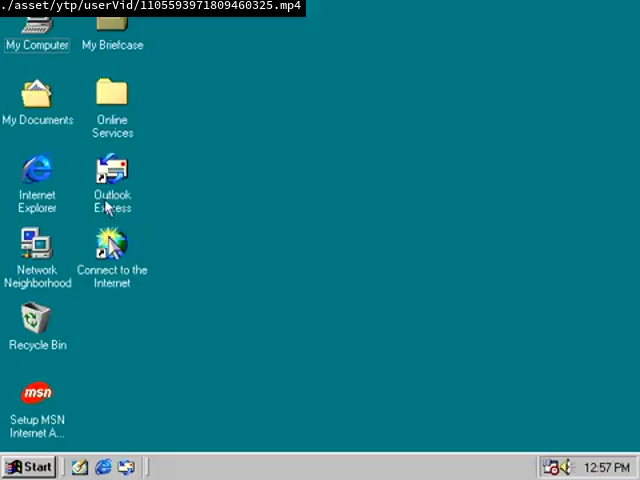 ./asset/ytp/userVid/1105593971809460325.mp4
My Computer
My Briefcase
My Documents
Online
Services
Internet
Explorer
Outlook
Express
Network
Neighborhood
Connect to the
Internet
Recycle Bin
msn
Setup MSN
Internet A...
Start
12:57 PM